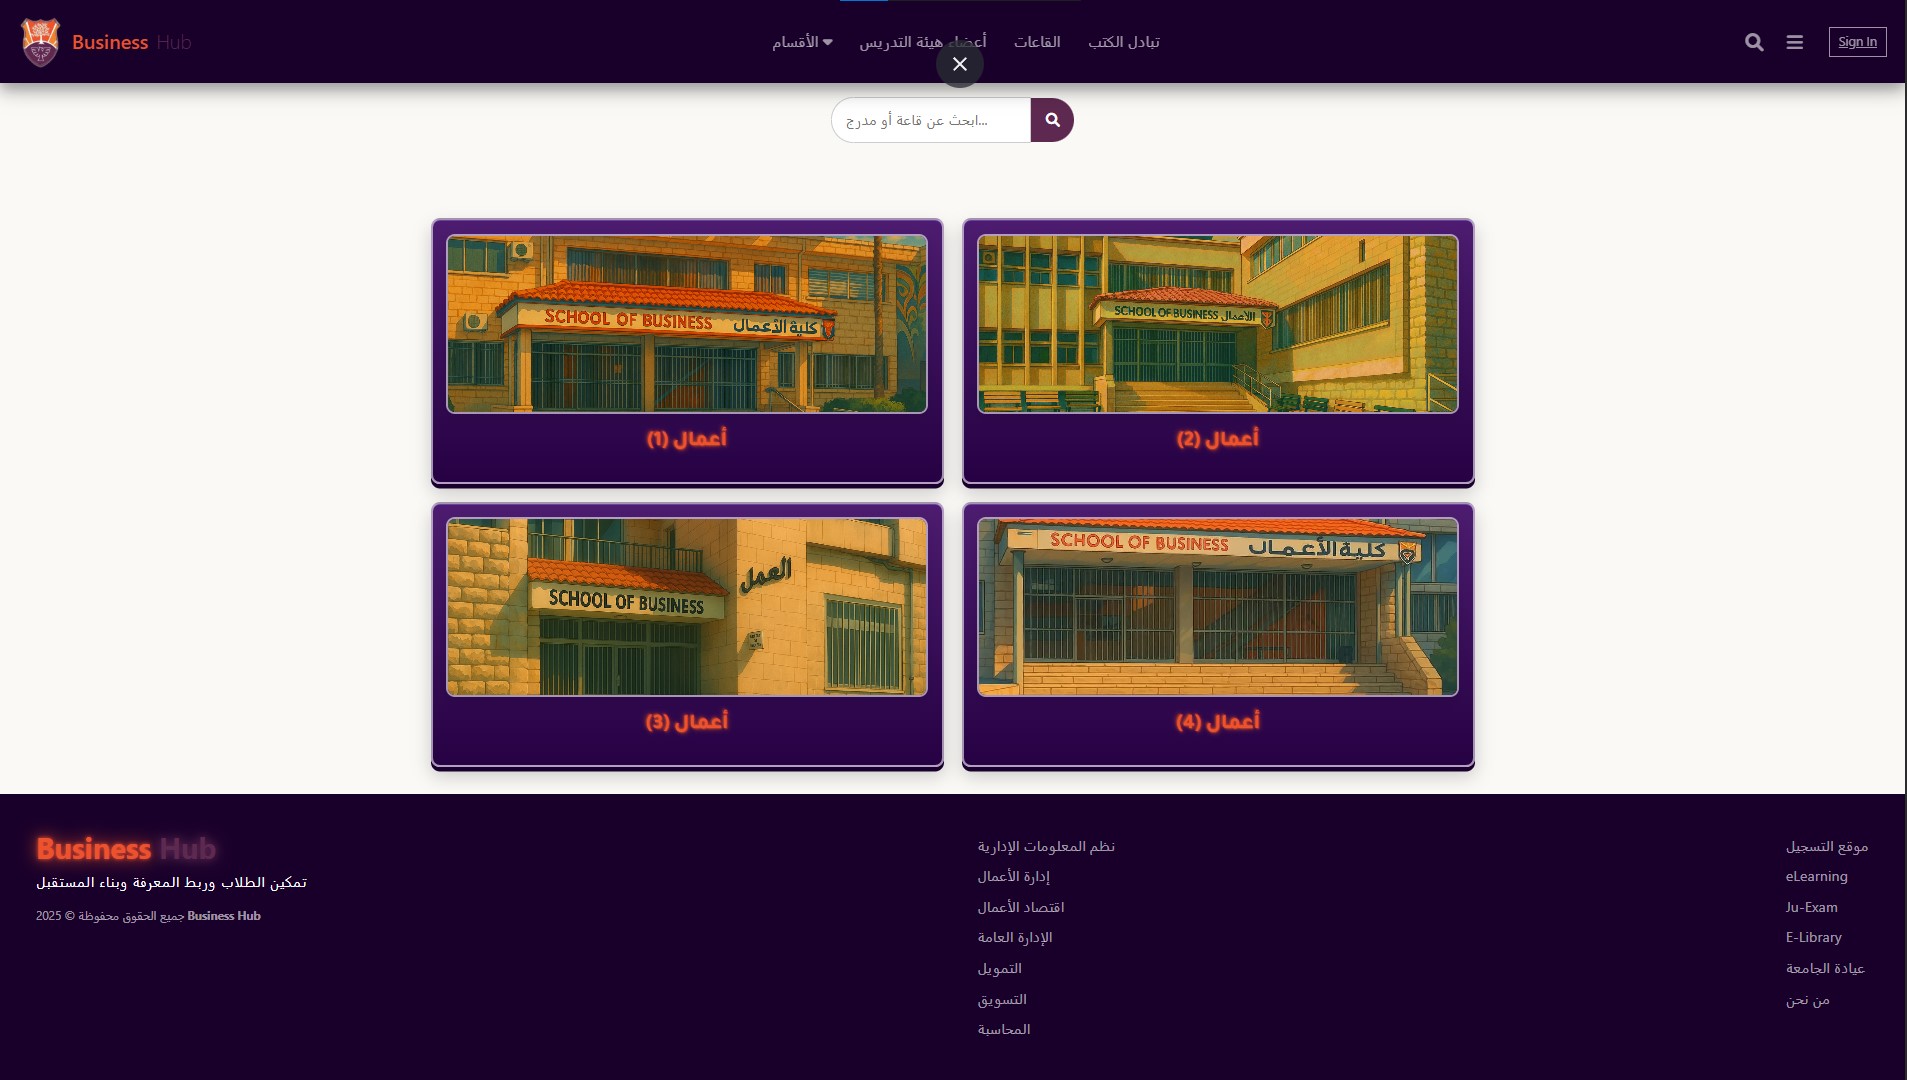 Business Hub
الأقسام
أعضاء هيئة التدريس
القاعات
تبادل الكتب
Sign In
ابحث عن قاعة أو مدرج...
SCHOOL OF BUSINESS كلية الأعمال
أعمال (1)
SCHOOL OF BUSINESS الأعمال
أعمال (2)
SCHOOL OF BUSINESS
العمل
أعمال (3)
SCHOOL OF BUSINESS كلية الأعمال
أعمال (4)
Business Hub
تمكين الطلاب وربط المعرفة وبناء المستقبل
2025 © جميع الحقوق محفوظة Business Hub
نظم المعلومات الإدارية
إدارة الأعمال
اقتصاد الأعمال
الإدارة العامة
التمويل
التسويق
المحاسبة
موقع التسجيل
eLearning
Ju-Exam
E-Library
عيادة الجامعة
من نحن